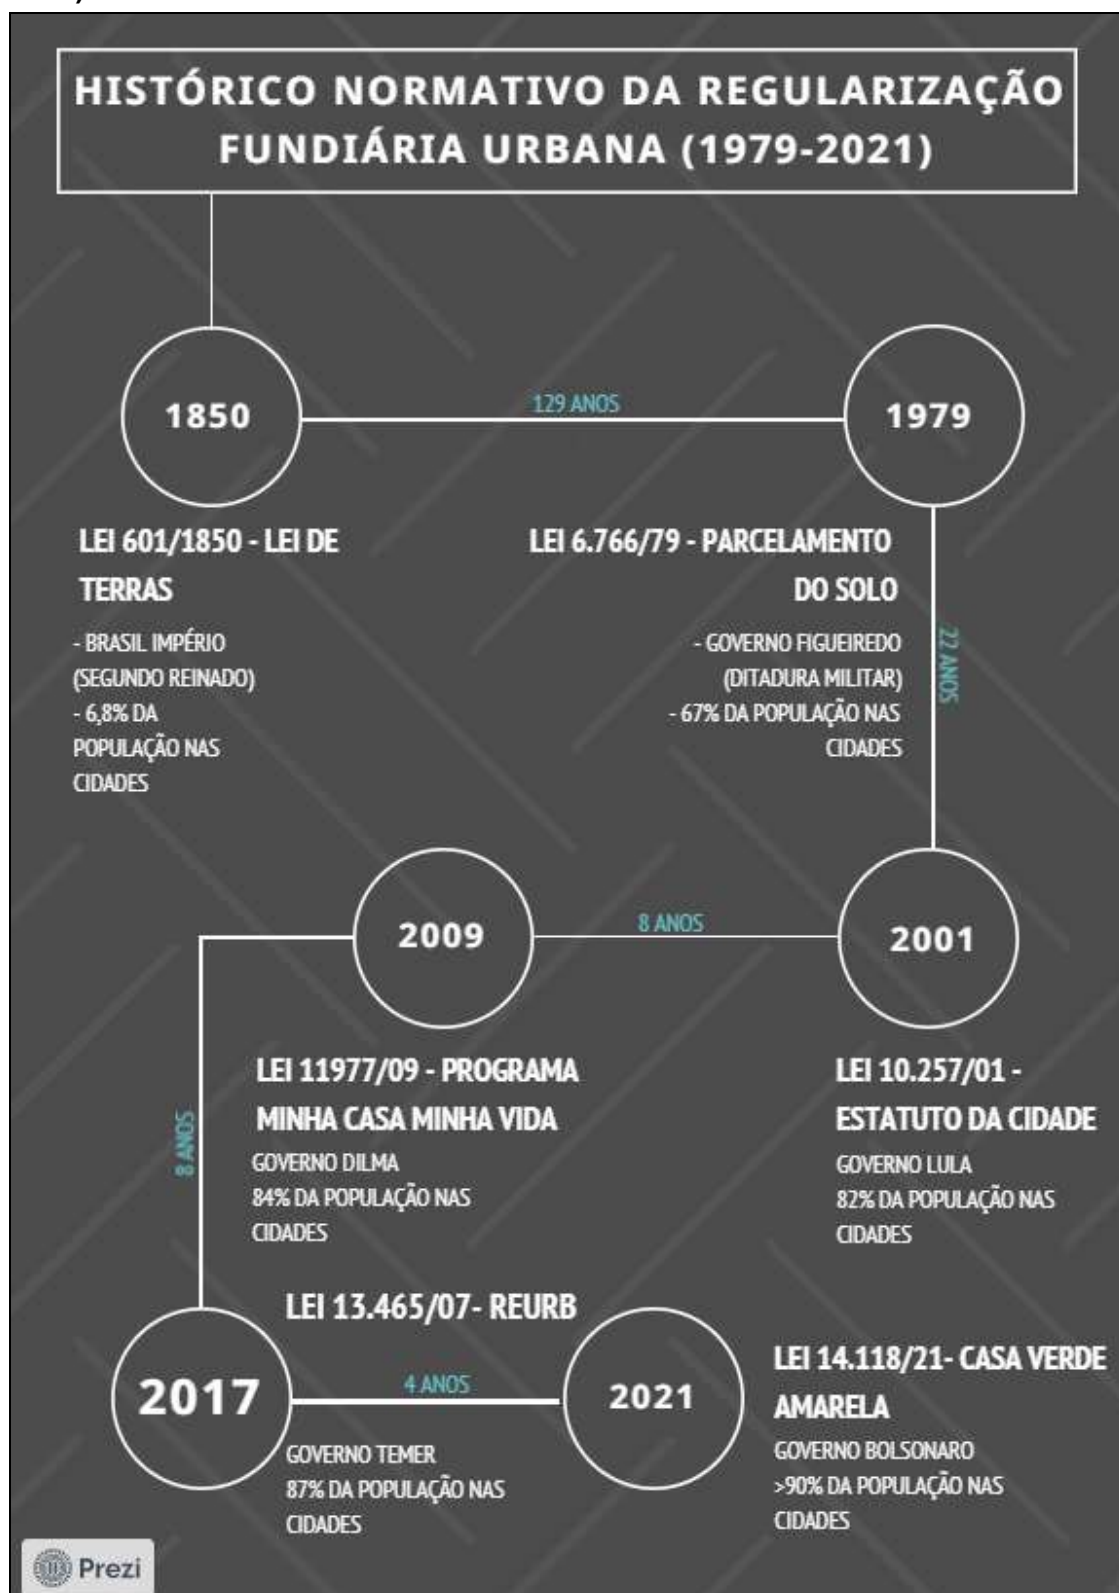 HISTÓRICO NORMATIVO DA REGULARIZAÇÃO
FUNDIÁRIA URBANA (1979-2021)
1850
129 ANOS
1979
LEI 601/1850 - LEI DE
TERRAS
- BRASIL IMPÉRIO
(SEGUNDO REINADO)
- 6,8% DA
POPULAÇÃO NAS
CIDADES
LEI 6.766/79 - PARCELAMENTO
DO SOLO
- GOVERNO FIGUEIREDO
(DITADURA MILITAR)
- 67% DA POPULAÇÃO NAS
CIDADES
22 ANOS
2001
8 ANOS
2009
LEI 10.257/01 -
ESTATUTO DA CIDADE
GOVERNO LULA
82% DA POPULAÇÃO NAS
CIDADES
LEI 11977/09 - PROGRAMA
MINHA CASA MINHA VIDA
GOVERNO DILMA
84% DA POPULAÇÃO NAS
CIDADES
8 ANOS
2017
LEI 13.465/07- REURB
4 ANOS
GOVERNO TEMER
87% DA POPULAÇÃO NAS
CIDADES
2021
LEI 14.118/21- CASA VERDE
AMARELA
GOVERNO BOLSONARO
>90% DA POPULAÇÃO NAS
CIDADES
Prezi